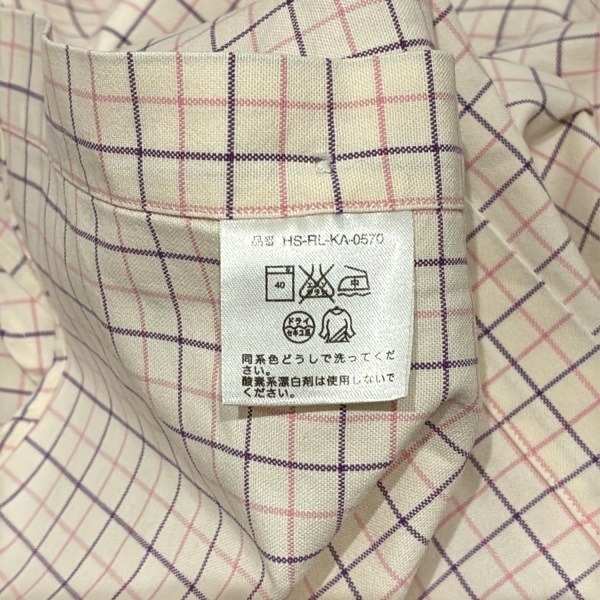 品番 HS-RL-KA-0570
40 中
ドライ
セキユ系
同系色どうしで洗ってくだ
さい。
酸素系漂白剤は使用しないで
ください。